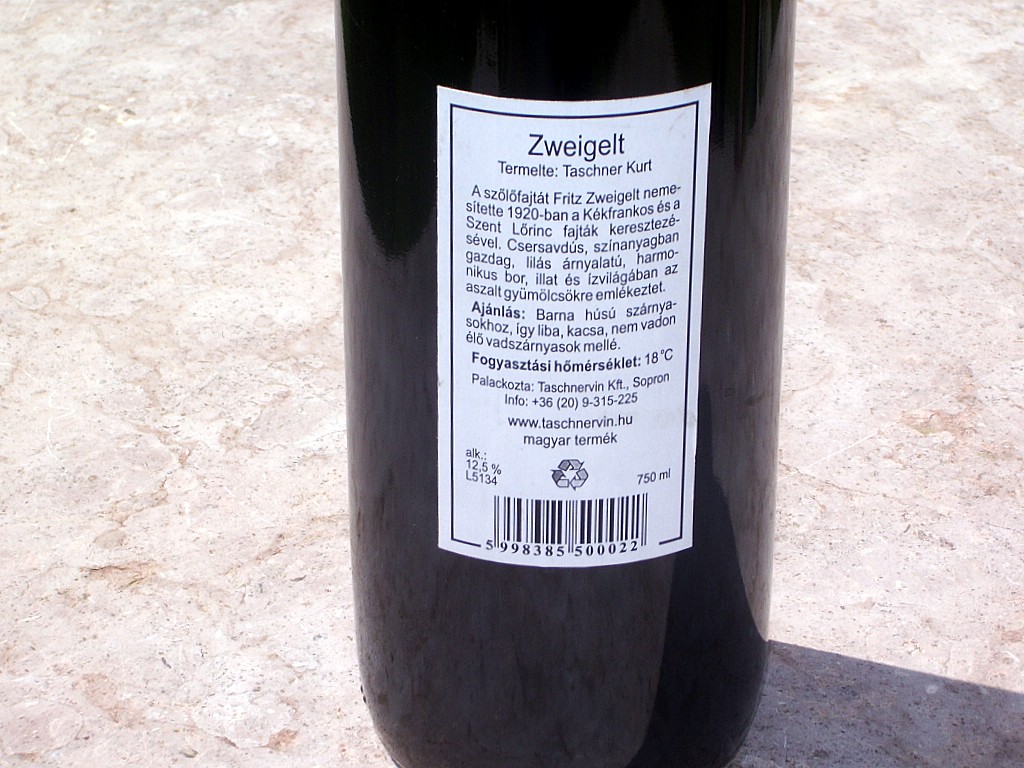 Zweigelt
Termelte: Taschner Kurt
A szőlőfajtát Fritz Zweigelt neme-
sítette 1920-ban a Kékfrankos és a
Szent Lőrinc fajták keresztezé-
sével. Csersavdús, színanyagban
gazdag, lilás árnyalatú, harmo-
nikus bor, illat és ízvilágában az
aszalt gyümölcsökre emlékeztet.
Ajánlás: Barna húsú szárnya-
sokhoz, így liba, kacsa, nem vadon
élő vadszárnyasok mellé.
Fogyasztási hőmérséklet: 18°C
Palackozta: Taschnervin Kft., Sopron
Info: +36 (20) 9-315-225
www.taschnervin.hu
magyar termék
alk.:
12,5 %
L5134
750 ml
5 998385 500022